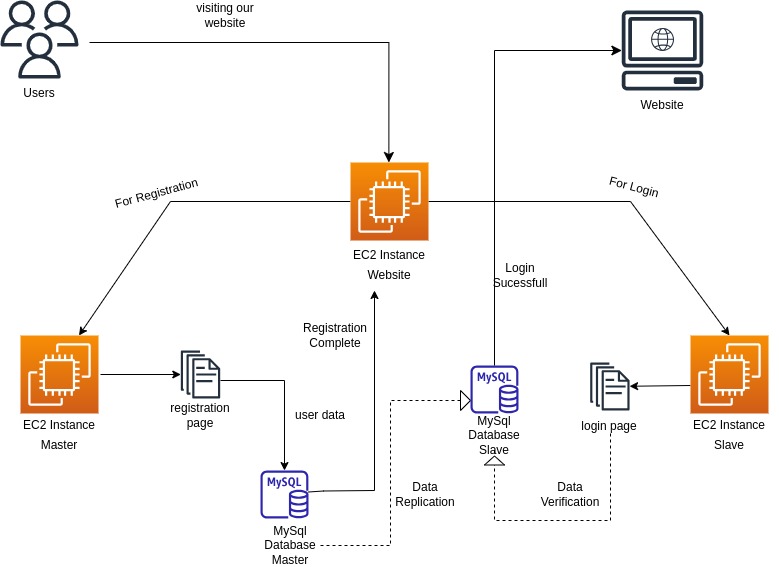 visiting our
website
Users
Website
For Registration
For Login
EC2 Instance
Website
Login
Sucessfull
Registration
Complete
EC2 Instance
Master
registration
page
user data
MySQL
MySql
Database
Slave
login page
EC2 Instance
Slave
MySQL
MySql
Database
Master
Data
Replication
Data
Verification